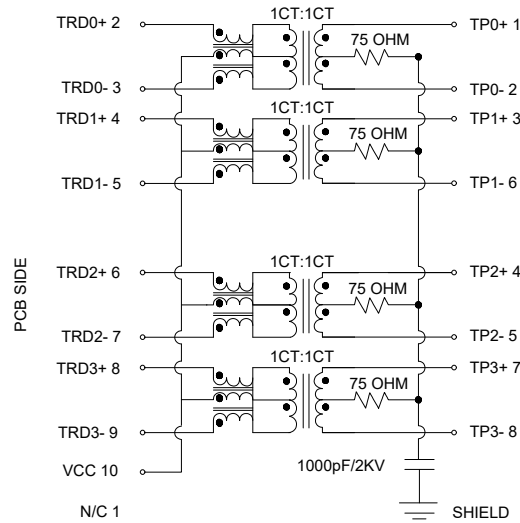 TRD0+ 2
1CT:1CT
TP0+ 1
75 OHM
TRD0- 3
TP0- 2
TRD1+ 4
1CT:1CT
TP1+ 3
75 OHM
TRD1- 5
TP1- 6
PCB SIDE
TRD2+ 6
1CT:1CT
TP2+ 4
75 OHM
TRD2- 7
TP2- 5
TRD3+ 8
1CT:1CT
TP3+ 7
75 OHM
TRD3- 9
TP3- 8
VCC 10
1000pF/2KV
N/C 1
SHIELD